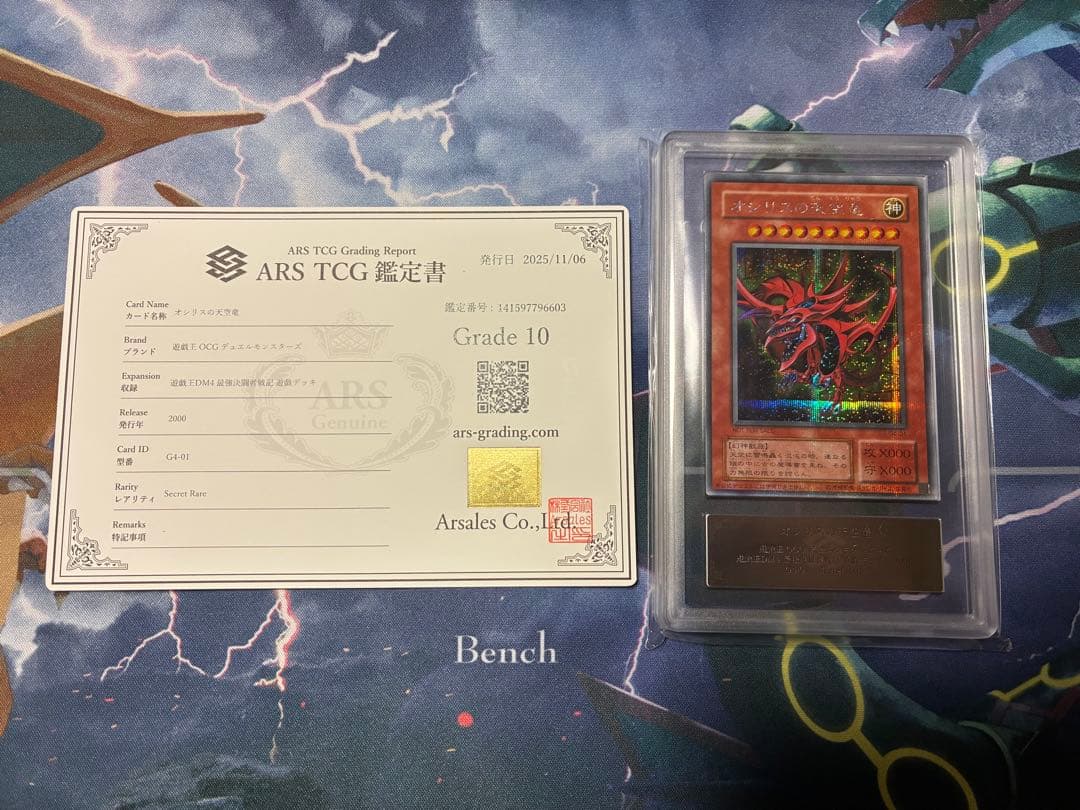 ARS TCG Grading Report
ARS TCG 鑑定書
発行日 2025/11/06
Card Name
カード名称 オシリスの天空竜
鑑定番号：141597796603
Grade 10
Brand
ブランド 遊戯王 OCG デュエルモンスターズ
Expansion
収録 遊戯王DM4 最強決闘者戦記 遊戯デッキ
ARS
Genuine
Release
発行年 2000
ars-grading.com
Card ID
型番 G4-01
Rarity
レアリティ Secret Rare
Arsales Co.,Ltd.
Remarks
特記事項
オシリスの天空竜
神
攻 X000
守 X000
Bench